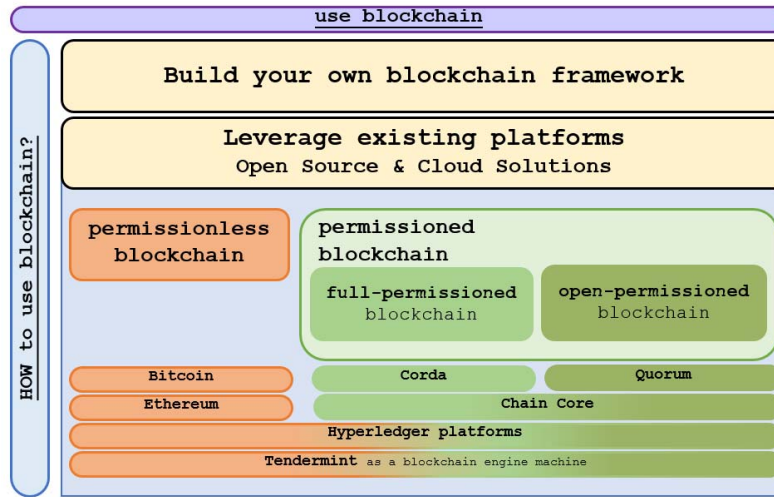 use blockchain
HOW to use blockchain?
Build your own blockchain framework
Leverage existing platforms
Open Source & Cloud Solutions
permissionless
blockchain
permissioned
blockchain
full-permissioned
blockchain
open-permissioned
blockchain
Bitcoin
Corda
Quorum
Ethereum
Chain Core
Hyperledger platforms
Tendermint as a blockchain engine machine